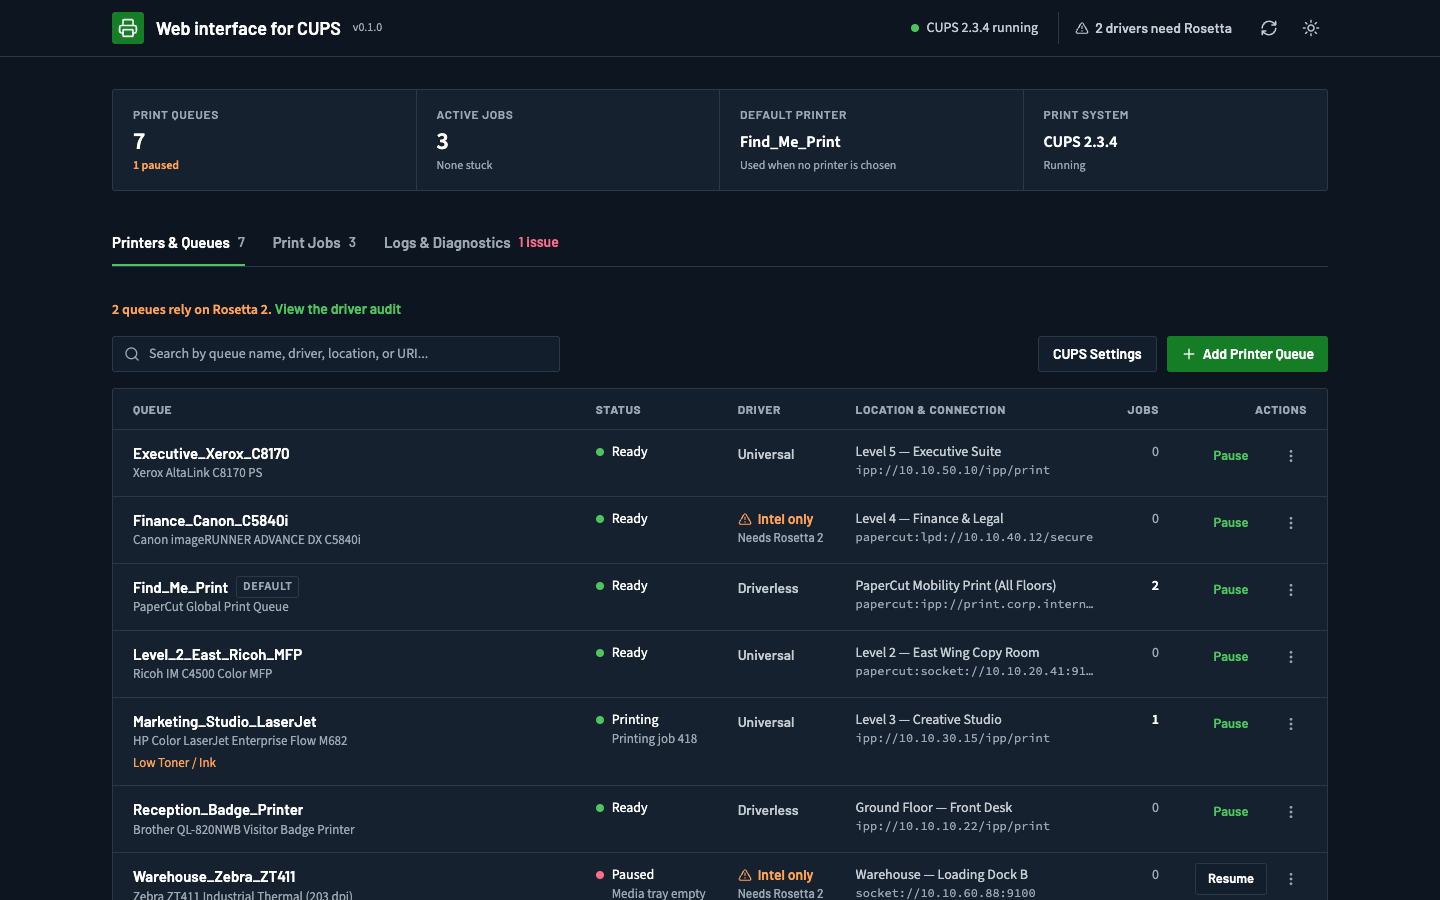 Web interface for CUPS v0.1.0
CUPS 2.3.4 running
2 drivers need Rosetta
PRINT QUEUES
7
1 paused
ACTIVE JOBS
3
None stuck
DEFAULT PRINTER
Find_Me_Print
Used when no printer is chosen
PRINT SYSTEM
CUPS 2.3.4
Running
Printers & Queues 7
Print Jobs 3
Logs & Diagnostics 1 issue
2 queues rely on Rosetta 2. View the driver audit
Search by queue name, driver, location, or URI...
CUPS Settings
Add Printer Queue
QUEUE STATUS DRIVER LOCATION & CONNECTION JOBS ACTIONS
Executive_Xerox_C8170 Ready Universal Level 5 — Executive Suite 0 Pause
Xerox AltaLink C8170 PS ipp://10.10.50.10/ipp/print
Finance_Canon_C5840i Ready Intel only Level 4 — Finance & Legal 0 Pause
Canon imageRUNNER ADVANCE DX C5840i Needs Rosetta 2 papercut:lpd://10.10.40.12/secure
Find_Me_Print DEFAULT Ready Driverless PaperCut Mobility Print (All Floors) 2 Pause
PaperCut Global Print Queue papercut:ipp://print.corp.intern…
Level_2_East_Ricoh_MFP Ready Universal Level 2 — East Wing Copy Room 0 Pause
Ricoh IM C4500 Color MFP papercut:socket://10.10.20.41:91…
Marketing_Studio_LaserJet Printing Universal Level 3 — Creative Studio 1 Pause
HP Color LaserJet Enterprise Flow M682 Printing job 418 ipp://10.10.30.15/ipp/print
Low Toner / Ink
Reception_Badge_Printer Ready Driverless Ground Floor — Front Desk 0 Pause
Brother QL-820NWB Visitor Badge Printer ipp://10.10.10.22/ipp/print
Warehouse_Zebra_ZT411 Paused Intel only Warehouse — Loading Dock B 0 Resume
Zebra ZT411 Industrial Thermal (203 dpi) Media tray empty Needs Rosetta 2 socket://10.10.60.88:9100